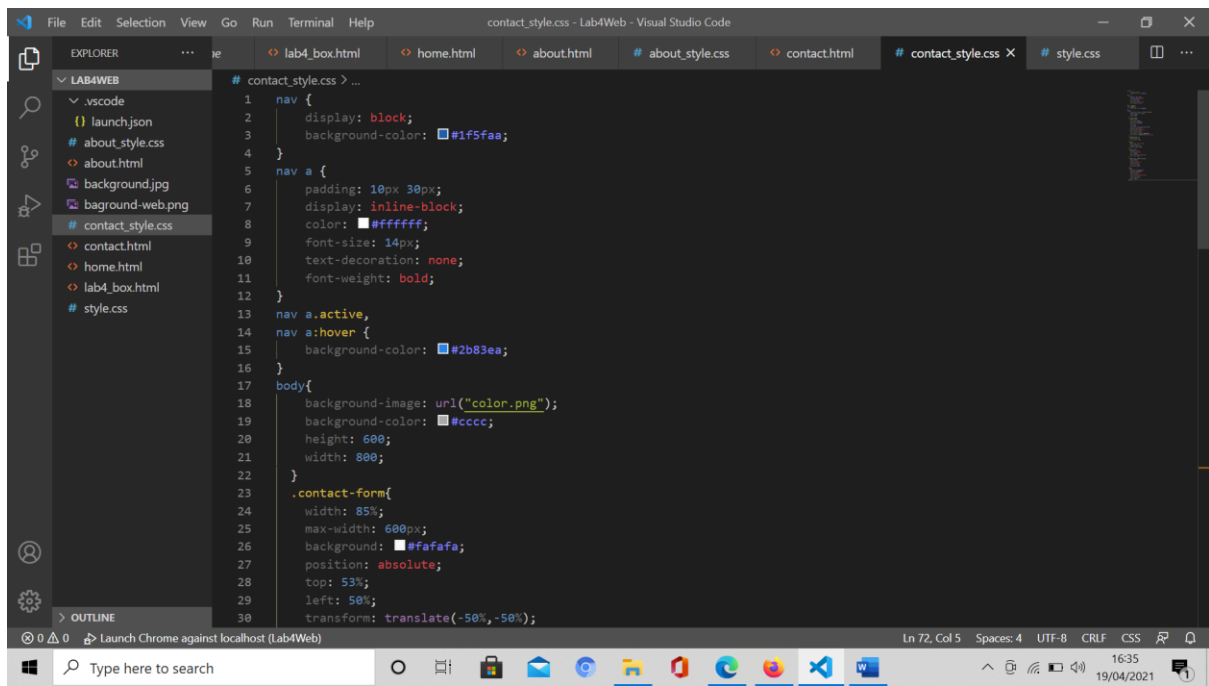 File Edit Selection View Go Run Terminal Help contact_style.css - Lab4Web - Visual Studio Code
EXPLORER
lab4_box.html home.html about.html # about_style.css contact.html # contact_style.css # style.css
LAB4WEB
.vscode
{} launch.json
# about_style.css
about.html
background.jpg
baground-web.png
# contact_style.css
contact.html
home.html
lab4_box.html
# style.css
OUTLINE
# contact_style.css > ...
1 nav {
2 display: block;
3 background-color: #1f5faa;
4 }
5 nav a {
6 padding: 10px 30px;
7 display: inline-block;
8 color: #ffffff;
9 font-size: 14px;
10 text-decoration: none;
11 font-weight: bold;
12 }
13 nav a.active,
14 nav a:hover {
15 background-color: #2b83ea;
16 }
17 body{
18 background-image: url("color.png");
19 background-color: #cccc;
20 height: 600;
21 width: 800;
22 }
23 .contact-form{
24 width: 85%;
25 max-width: 600px;
26 background: #fafafa;
27 position: absolute;
28 top: 53%;
29 left: 50%;
30 transform: translate(-50%,-50%);
0 0 Launch Chrome against localhost (Lab4Web) Ln 72, Col 5 Spaces: 4 UTF-8 CRLF CSS
Type here to search
16:35
19/04/2021
1